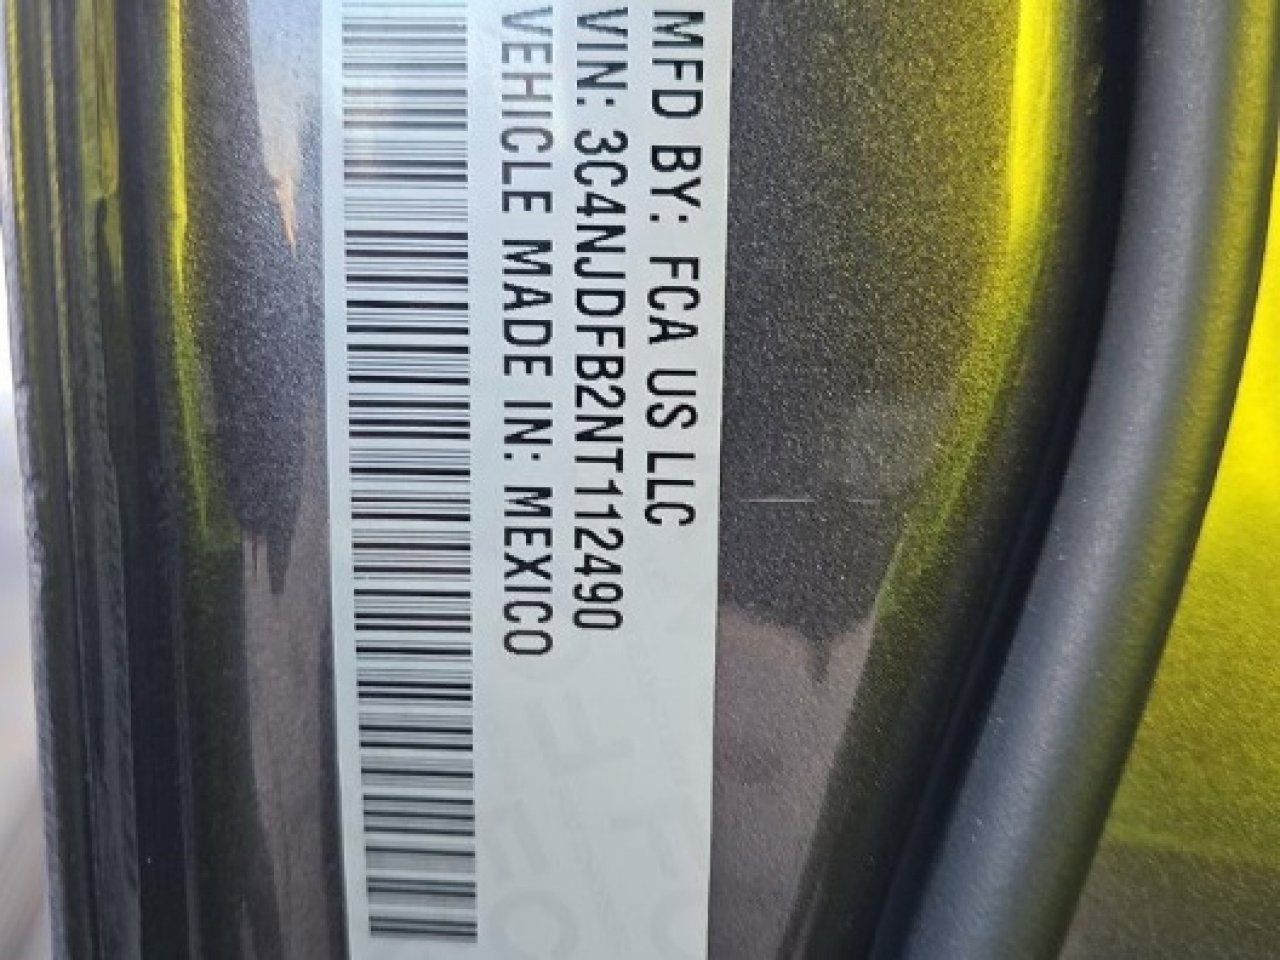 MFD BY: FCA US LLC
VIN: 3C4NJDFB2NT112490
VEHICLE MADE IN: MEXICO